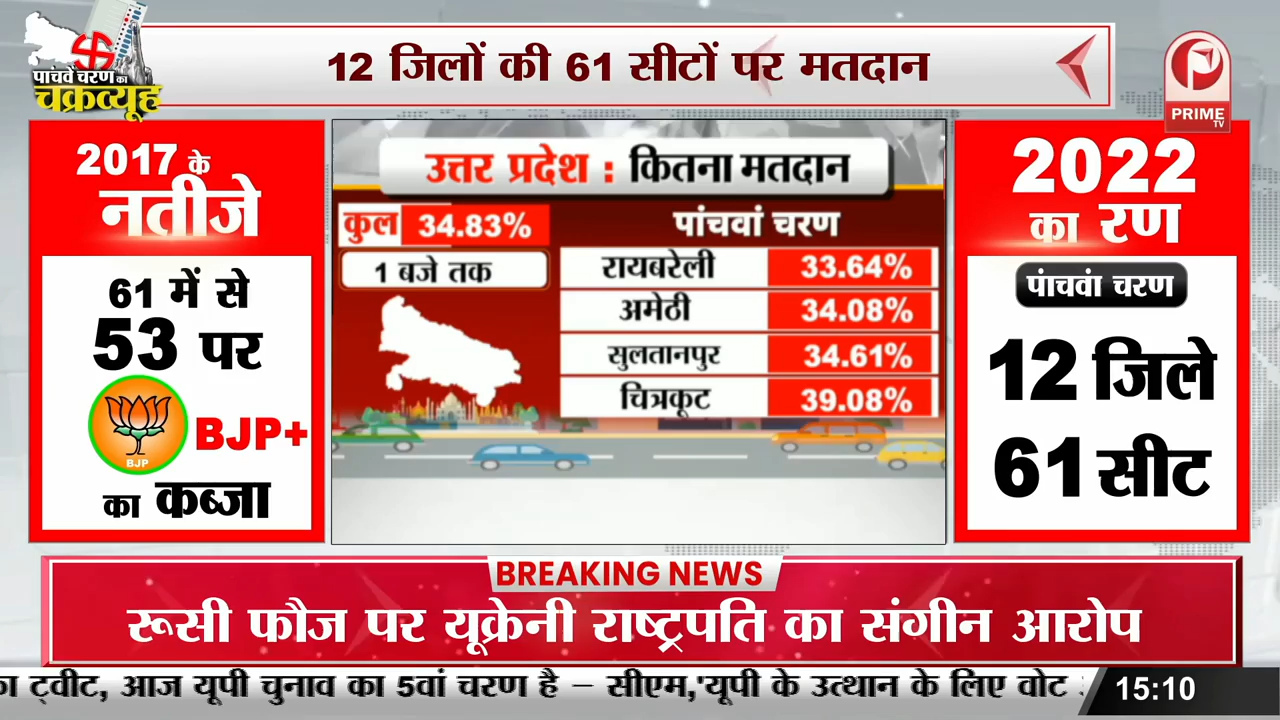 12 जिलों की 61 सीटों पर मतदान
पांचवें चरण का
चक्रव्यूह
PRIME
TV
2017 के
नतीजे
61 में से
53 पर
BJP
BJP+
का कब्जा
उत्तर प्रदेश : कितना मतदान
कुल 34.83%
1 बजे तक
पांचवां चरण
रायबरेली 33.64%
अमेठी 34.08%
सुलतानपुर 34.61%
चित्रकूट 39.08%
2022
का रण
पांचवां चरण
12 जिले
61 सीट
BREAKING NEWS
रूसी फौज पर यूक्रेनी राष्ट्रपति का संगीन आरोप
का ट्वीट, आज यूपी चुनाव का 5वां चरण है – सीएम,'यूपी के उत्थान के लिए वोट
15:10